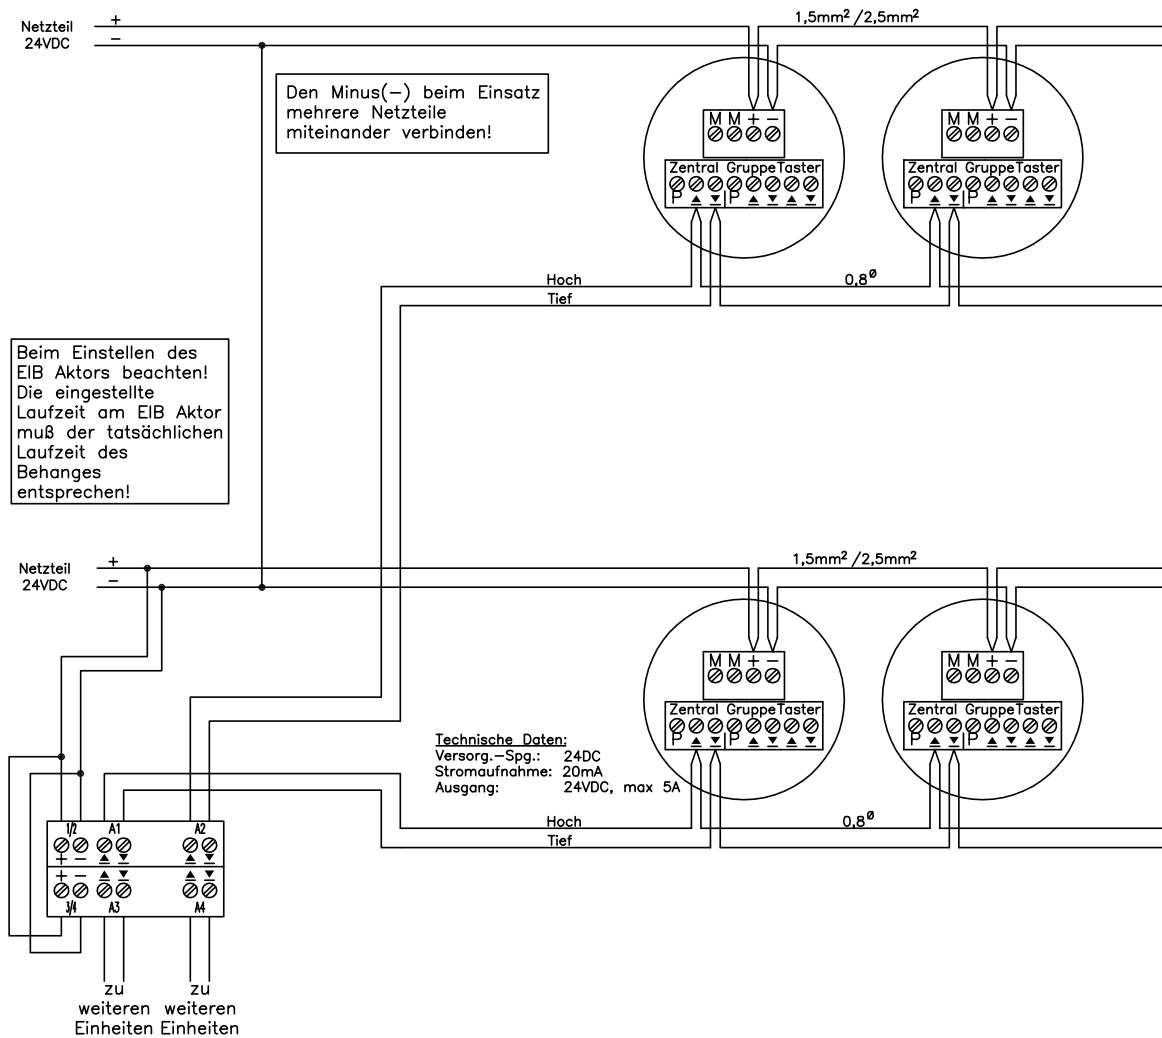 Netzteil
24VDC
+
−
1,5mm² /2,5mm²
Den Minus(−) beim Einsatz
mehrere Netzteile
miteinander verbinden!
M M + −
Zentral Gruppe Taster
P ▲ ▼ P ▲ ▼ ▲ ▼
M M + −
Zentral Gruppe Taster
P ▲ ▼ P ▲ ▼ ▲ ▼
Hoch
Tief
0,8ø
Beim Einstellen des
EIB Aktors beachten!
Die eingestellte
Laufzeit am EIB Aktor
muß der tatsächlichen
Laufzeit des
Behanges
entsprechen!
Netzteil
24VDC
+
−
1,5mm² /2,5mm²
M M + −
Zentral Gruppe Taster
P ▲ ▼ P ▲ ▼ ▲ ▼
M M + −
Zentral Gruppe Taster
P ▲ ▼ P ▲ ▼ ▲ ▼
Technische Daten:
Versorg.−Spg.: 24DC
Stromaufnahme: 20mA
Ausgang: 24VDC, max 5A
Hoch
Tief
0,8ø
1/2 A1 A2
+ − ▲ ▼ ▲ ▼
+ − ▲ ▼ ▲ ▼
3/4 A3 A4
zu
weiteren
Einheiten
zu
weiteren
Einheiten